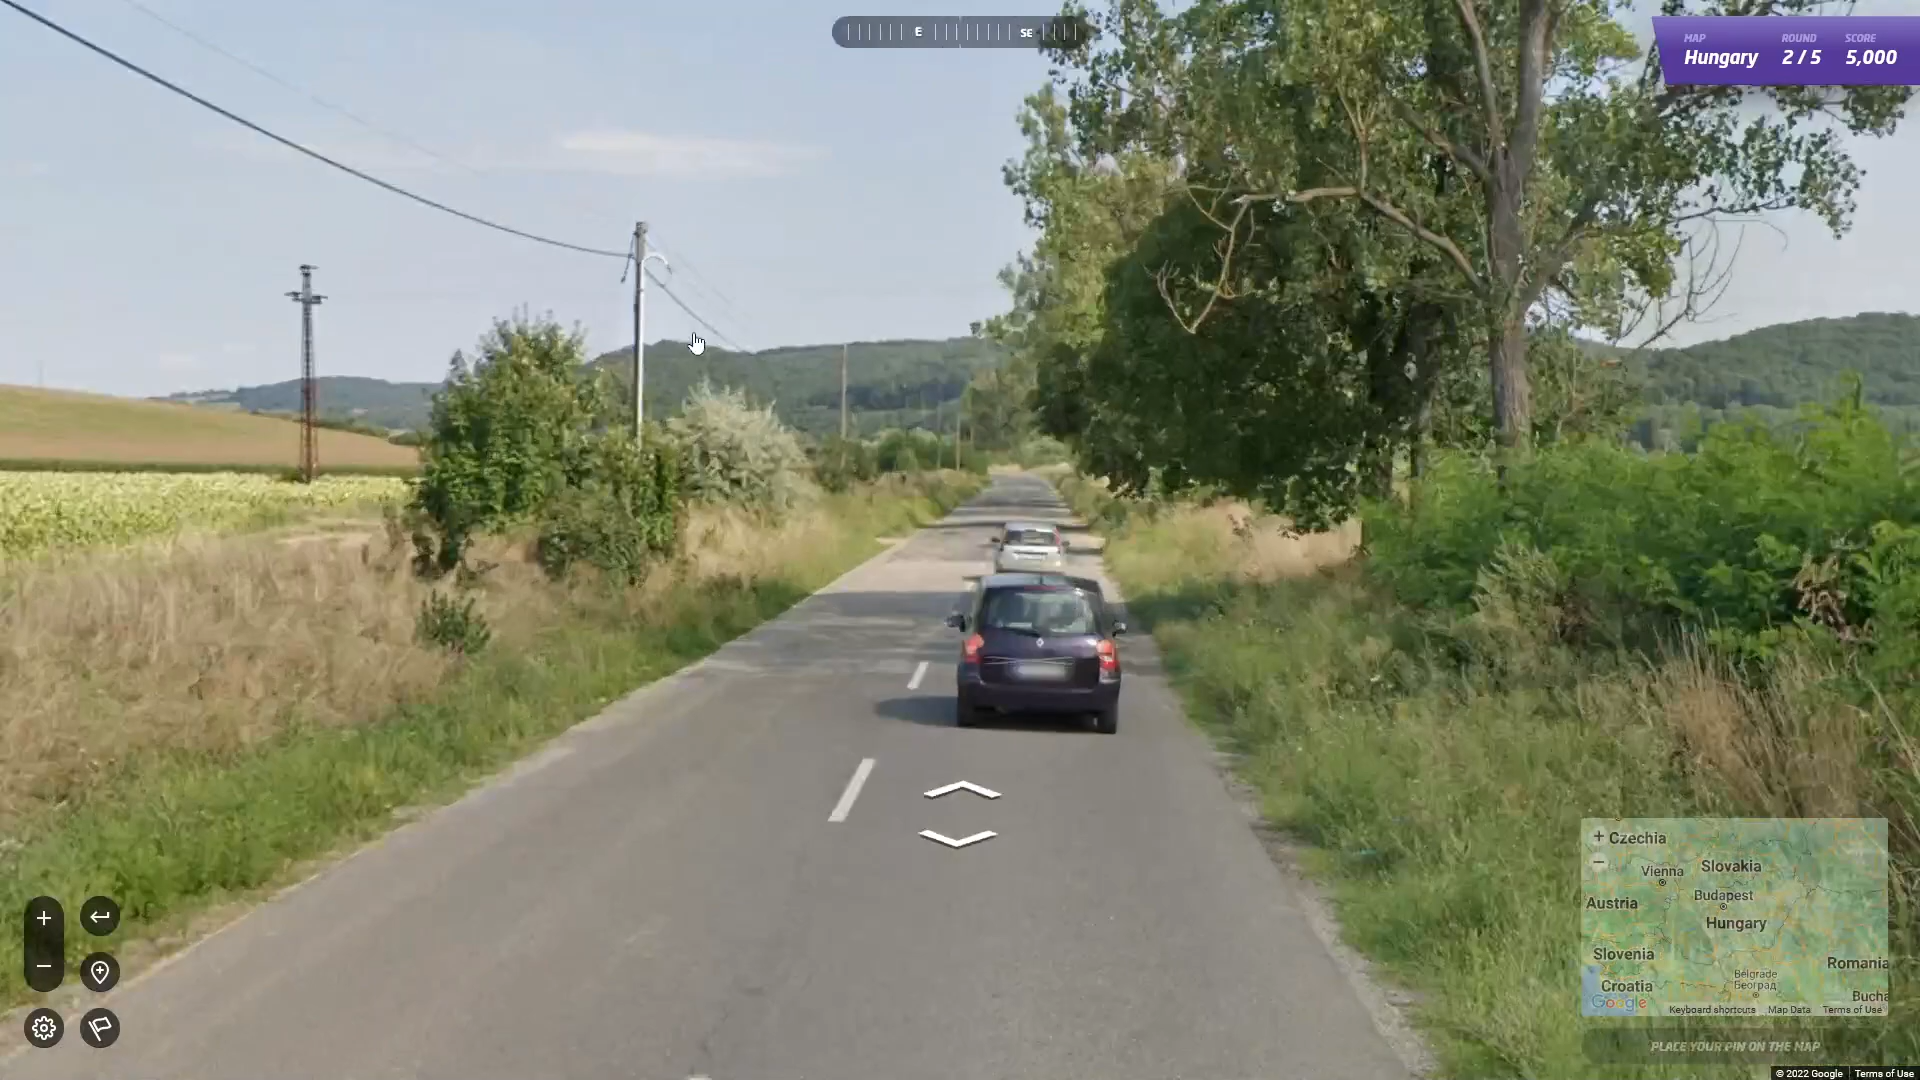 E
SE
MAP
Hungary
ROUND
2 / 5
SCORE
5,000
+
−
+
−
Czechia
Slovakia
Vienna
Budapest
Austria
Hungary
Slovenia
Romania
Belgrade
Београд
Croatia
Bucha
Google
Keyboard shortcuts
Map Data
Terms of Use
PLACE YOUR PIN ON THE MAP
© 2022 Google
Terms of Use